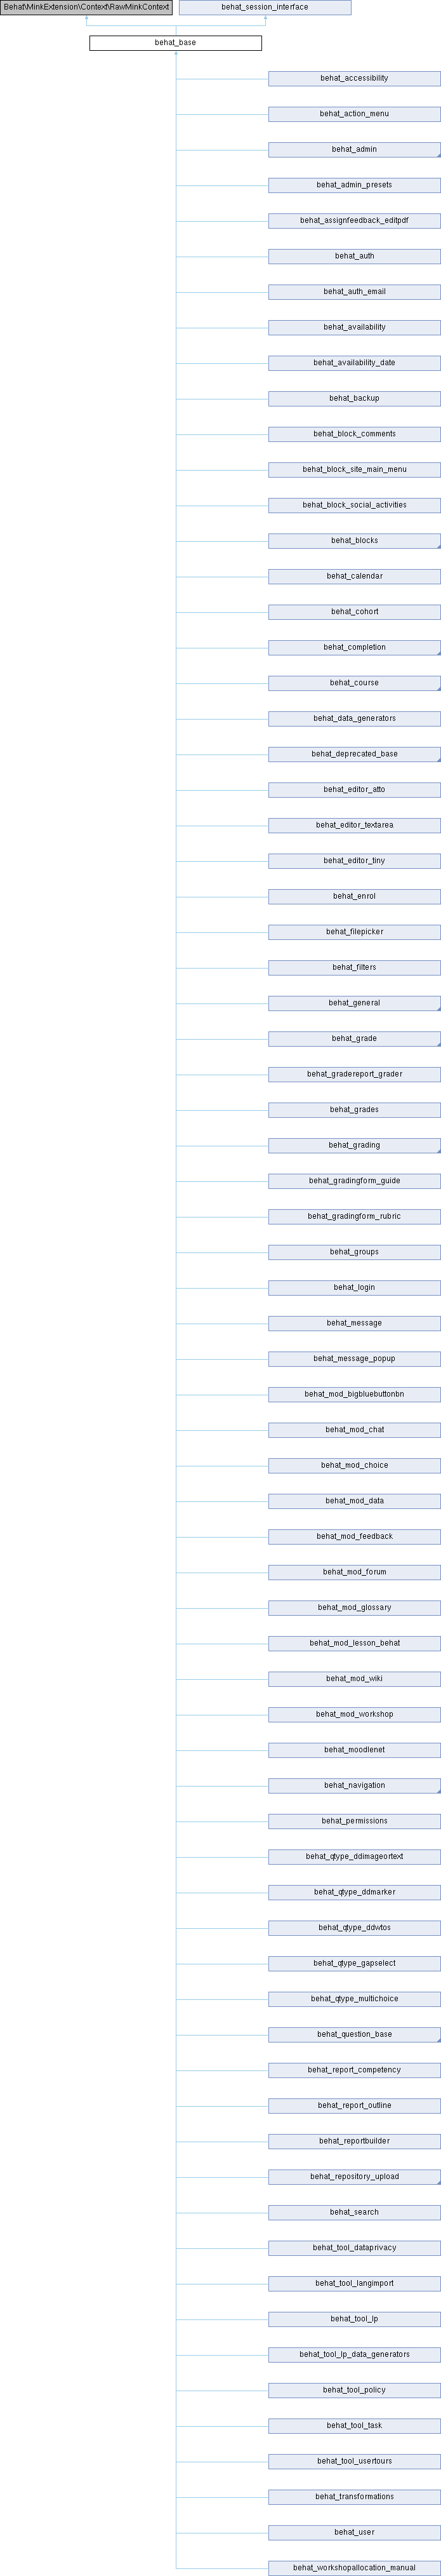 Behat\MinkExtension\Context\RawMinkContext
behat_session_interface
behat_base
behat_accessibility
behat_action_menu
behat_admin
behat_admin_presets
behat_assignfeedback_editpdf
behat_auth
behat_auth_email
behat_availability
behat_availability_date
behat_backup
behat_block_comments
behat_block_site_main_menu
behat_block_social_activities
behat_blocks
behat_calendar
behat_cohort
behat_completion
behat_course
behat_data_generators
behat_deprecated_base
behat_editor_atto
behat_editor_textarea
behat_editor_tiny
behat_enrol
behat_filepicker
behat_filters
behat_general
behat_grade
behat_gradereport_grader
behat_grades
behat_grading
behat_gradingform_guide
behat_gradingform_rubric
behat_groups
behat_login
behat_message
behat_message_popup
behat_mod_bigbluebuttonbn
behat_mod_chat
behat_mod_choice
behat_mod_data
behat_mod_feedback
behat_mod_forum
behat_mod_glossary
behat_mod_lesson_behat
behat_mod_wiki
behat_mod_workshop
behat_moodlenet
behat_navigation
behat_permissions
behat_qtype_ddimageortext
behat_qtype_ddmarker
behat_qtype_ddwtos
behat_qtype_gapselect
behat_qtype_multichoice
behat_question_base
behat_report_competency
behat_report_outline
behat_reportbuilder
behat_repository_upload
behat_search
behat_tool_dataprivacy
behat_tool_langimport
behat_tool_lp
behat_tool_lp_data_generators
behat_tool_policy
behat_tool_task
behat_tool_usertours
behat_transformations
behat_user
behat_workshopallocation_manual